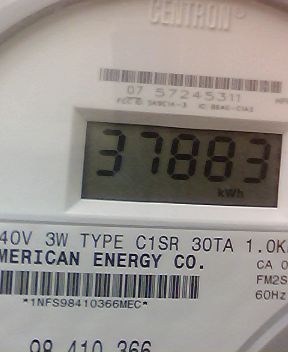 CENTRON
07 57245311
37883
kWh
40V 3W TYPE C1SR 30TA 1.0K
MERICAN ENERGY CO.
CA 0
FM2S
60Hz
*1NFS98410366MEC*
98 410 366